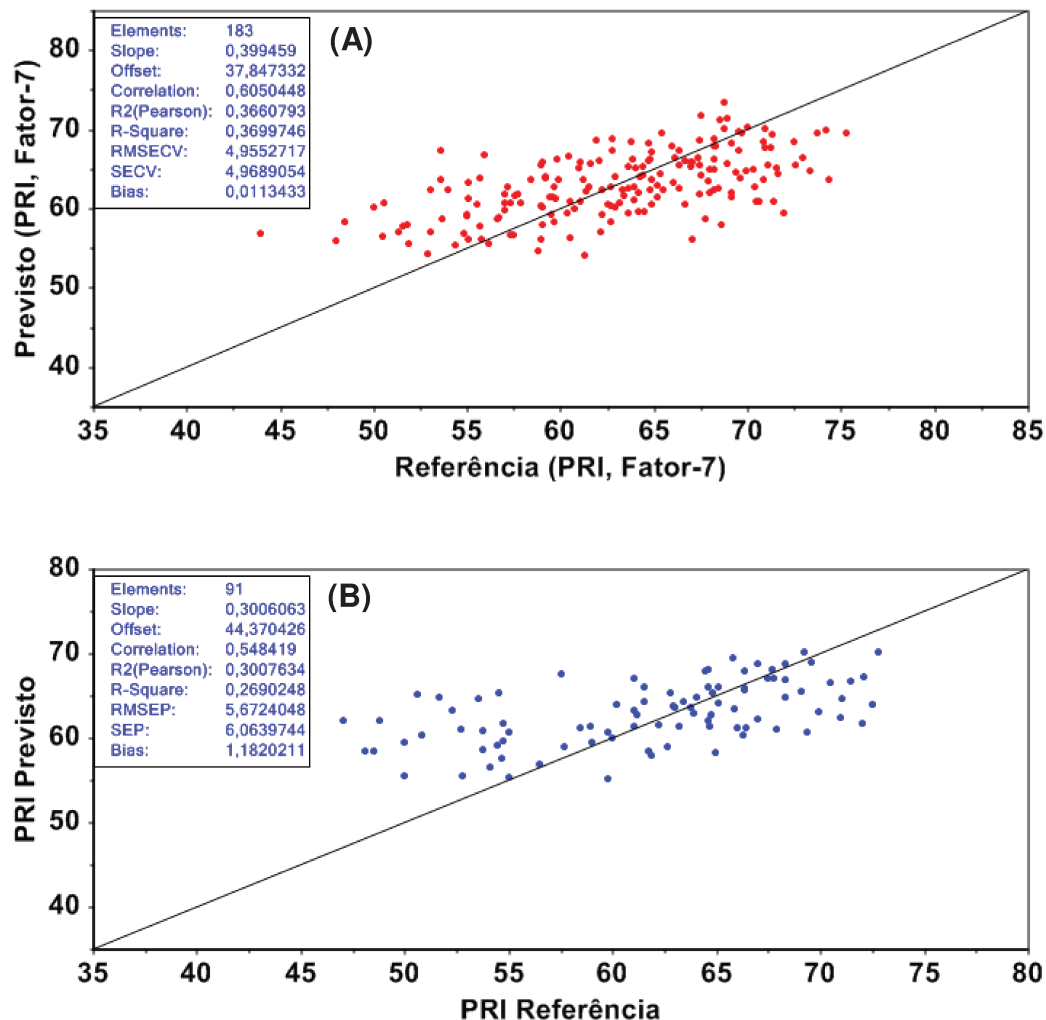 (A)
Elements: 183
Slope: 0,399459
Offset: 37,847332
Correlation: 0,6050448
R2(Pearson): 0,3660793
R-Square: 0,3699746
RMSECV: 4,9552717
SECV: 4,9689054
Bias: 0,0113433
Previsto (PRI, Fator-7)
80
70
60
50
40
35 40 45 50 55 60 65 70 75 80 85
Referência (PRI, Fator-7)
(B)
Elements: 91
Slope: 0,3006063
Offset: 44,370426
Correlation: 0,548419
R2(Pearson): 0,3007634
R-Square: 0,2690248
RMSEP: 5,6724048
SEP: 6,0639744
Bias: 1,1820211
PRI Previsto
80
70
60
50
40
35 40 45 50 55 60 65 70 75 80
PRI Referência